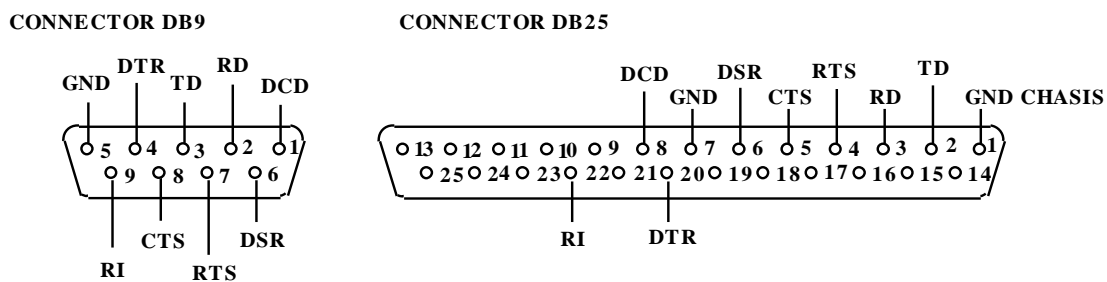 CONNECTOR DB9
CONNECTOR DB25
GND DTR TD RD DCD
5 4 3 2 1
9 8 7 6
RI CTS RTS DSR
DCD GND DSR CTS RTS RD TD GND CHASIS
13 12 11 10 9 8 7 6 5 4 3 2 1
25 24 23 22 21 20 19 18 17 16 15 14
RI DTR